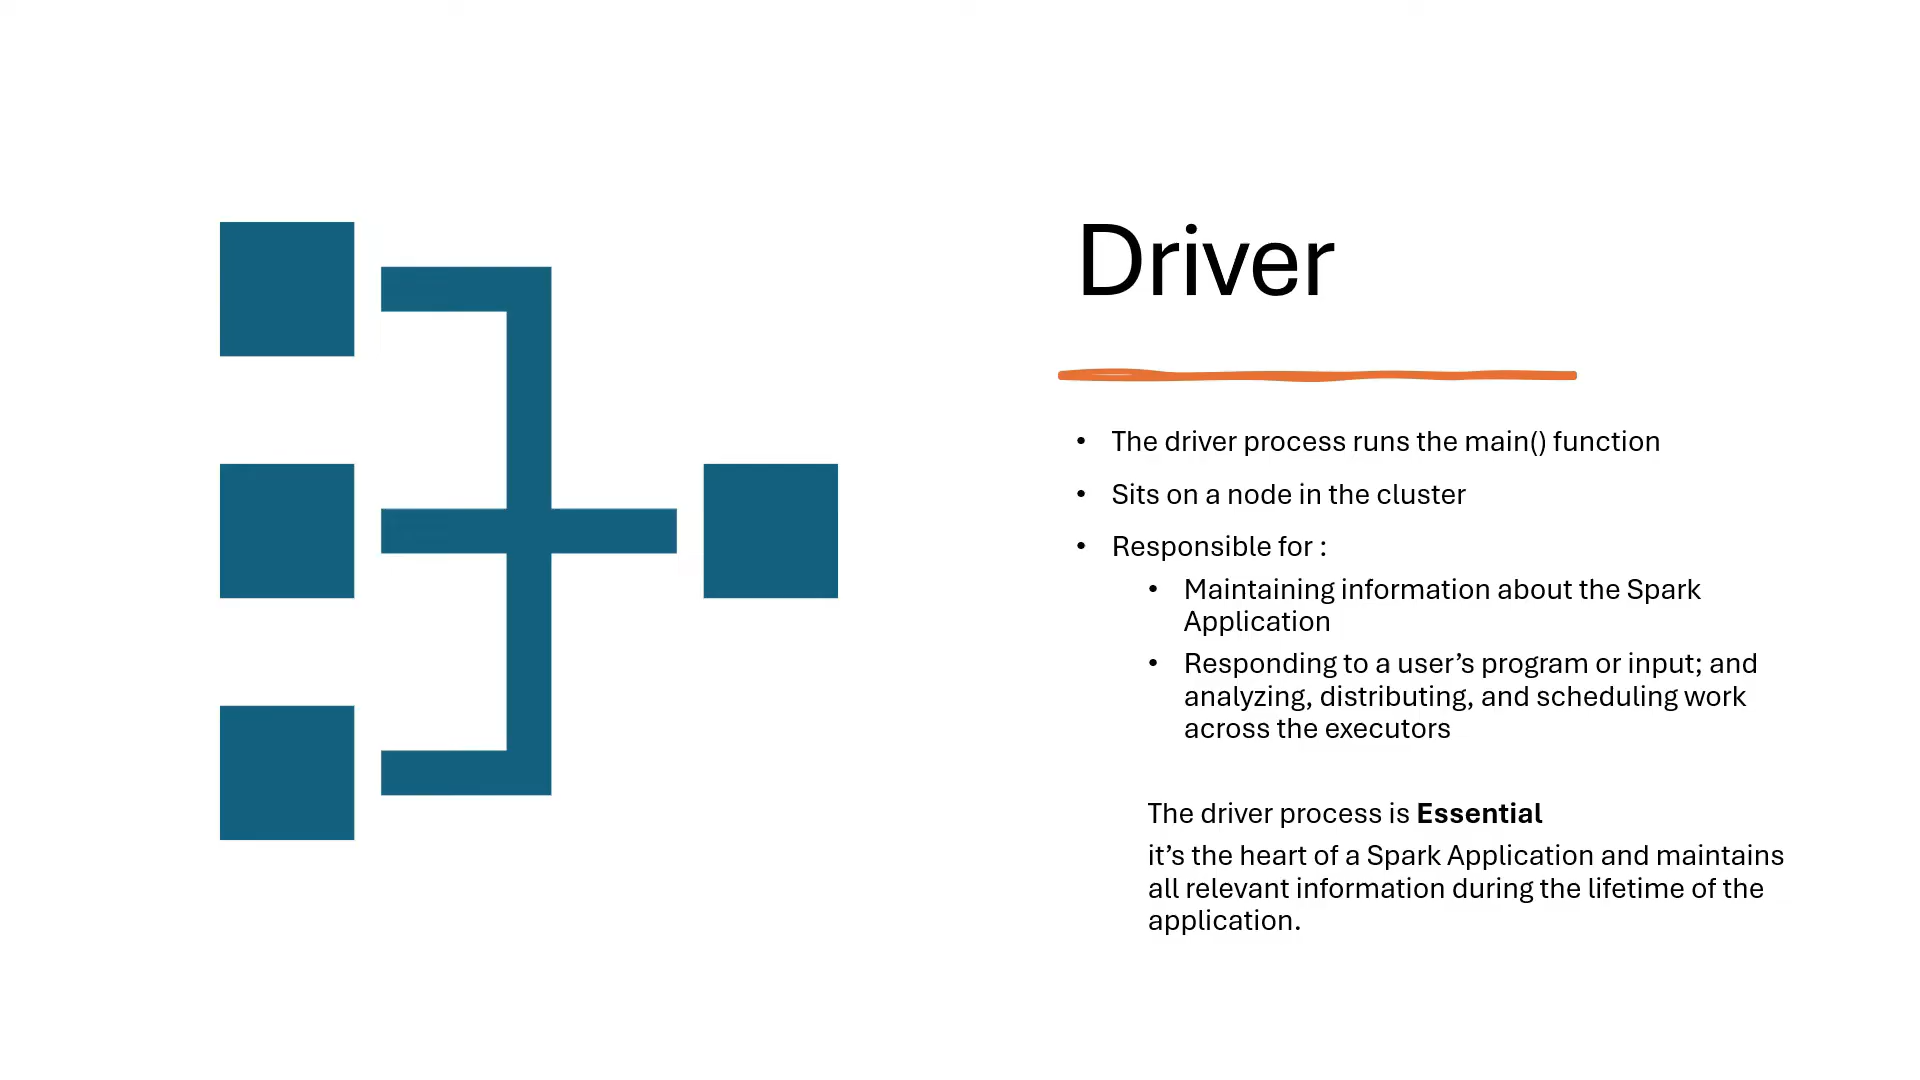 Driver
• The driver process runs the main() function
• Sits on a node in the cluster
• Responsible for :
• Maintaining information about the Spark
Application
• Responding to a user’s program or input; and
analyzing, distributing, and scheduling work
across the executors
The driver process is Essential
it’s the heart of a Spark Application and maintains
all relevant information during the lifetime of the
application.